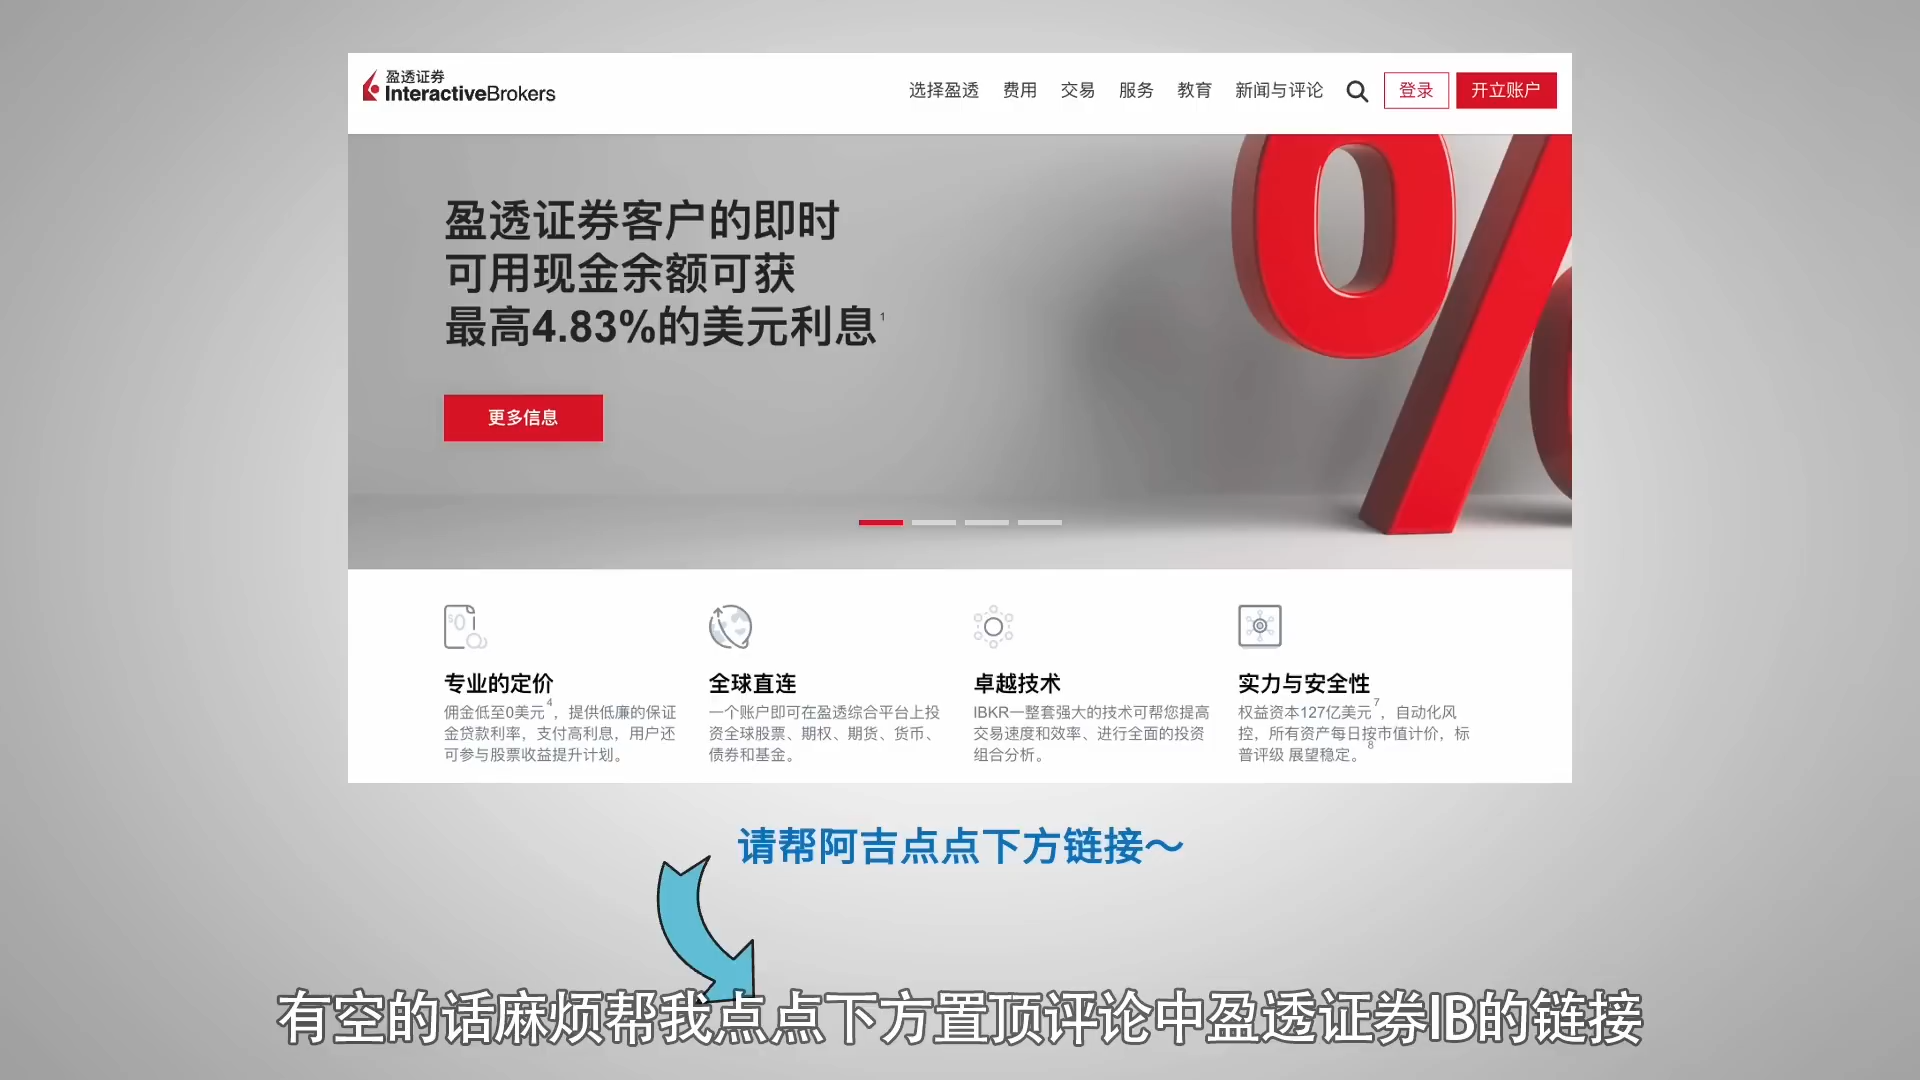 盈透证券
InteractiveBrokers
选择盈透 费用 交易 服务 教育 新闻与评论 登录 开立账户
盈透证券客户的即时
可用现金余额可获
最高4.83%的美元利息1
更多信息
专业的定价
佣金低至0美元4，提供低廉的保证
金贷款利率，支付高利息，用户还
可参与股票收益提升计划。
全球直连
一个账户即可在盈透综合平台上投
资全球股票、期权、期货、货币、
债券和基金。
卓越技术
IBKR一整套强大的技术可帮您提高
交易速度和效率、进行全面的投资
组合分析。
实力与安全性
权益资本127亿美元7，自动化风
控，所有资产每日按市值计价，标
普评级 展望稳定。8
请帮阿吉点点下方链接～
有空的话麻烦帮我点点下方置顶评论中盈透证券IB的链接